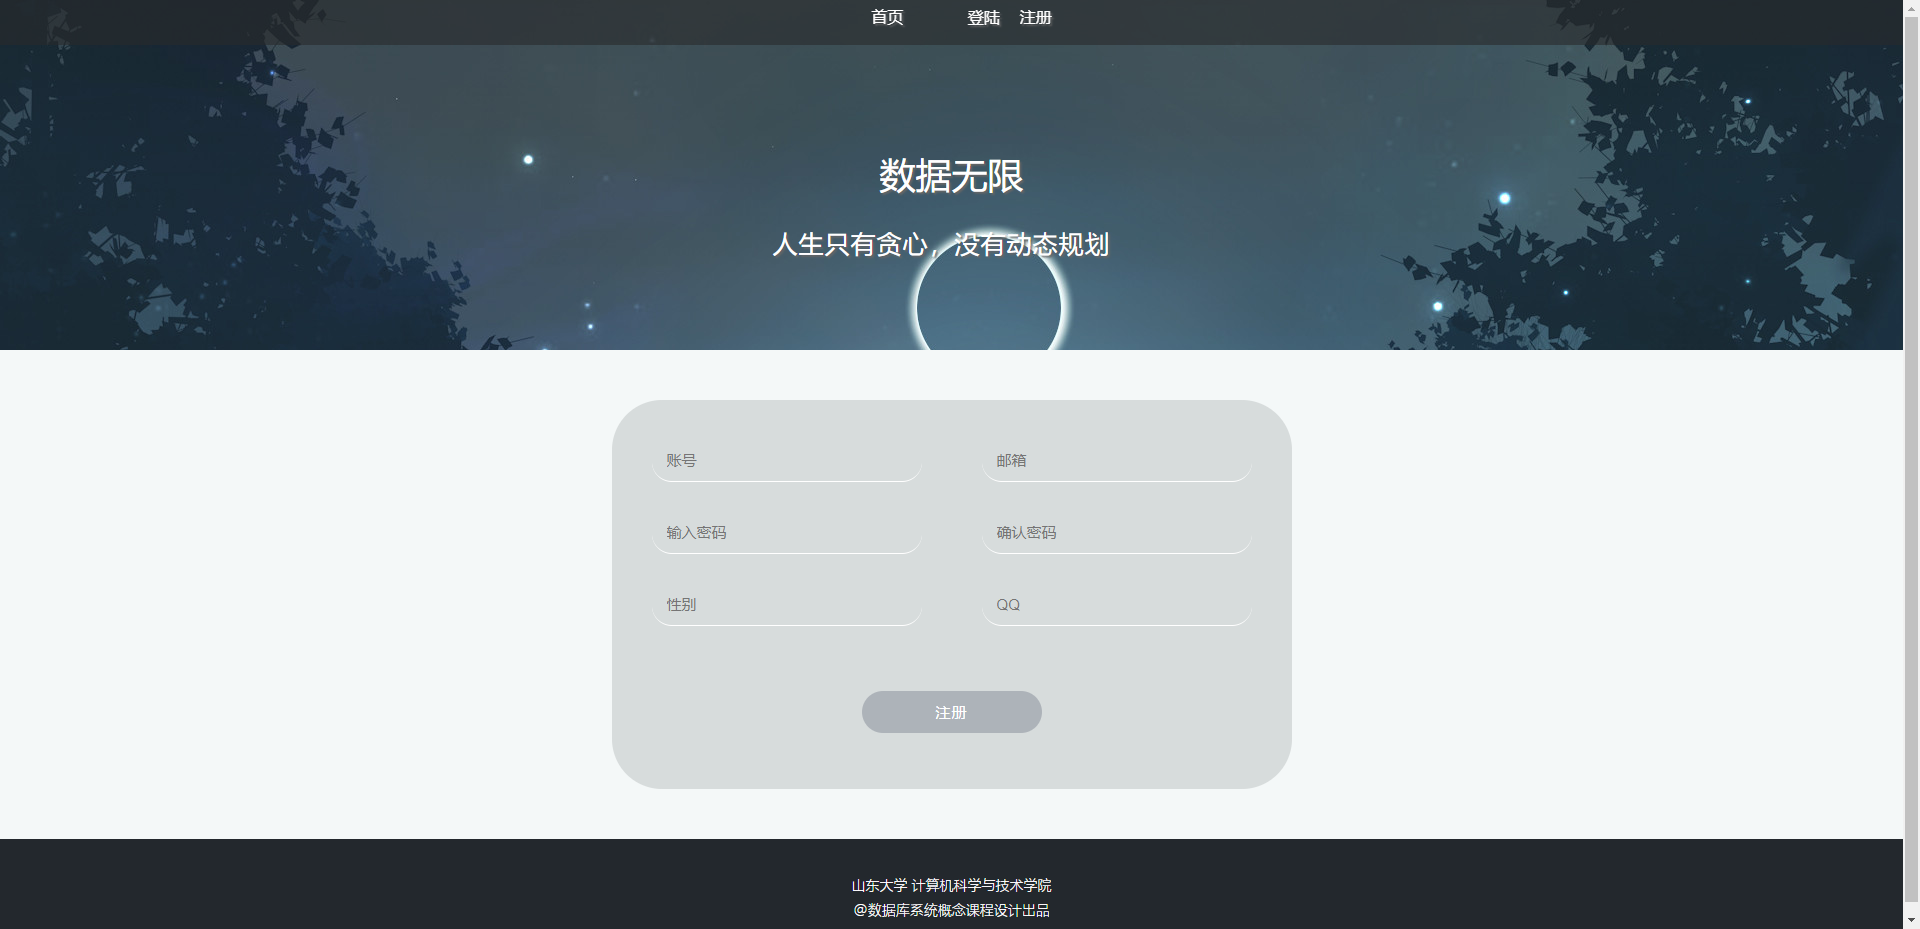 首页 登陆 注册
数据无限
人生只有贪心，没有动态规划
账号 邮箱
输入密码 确认密码
性别 QQ
注册
山东大学 计算机科学与技术学院
@数据库系统概念课程设计出品